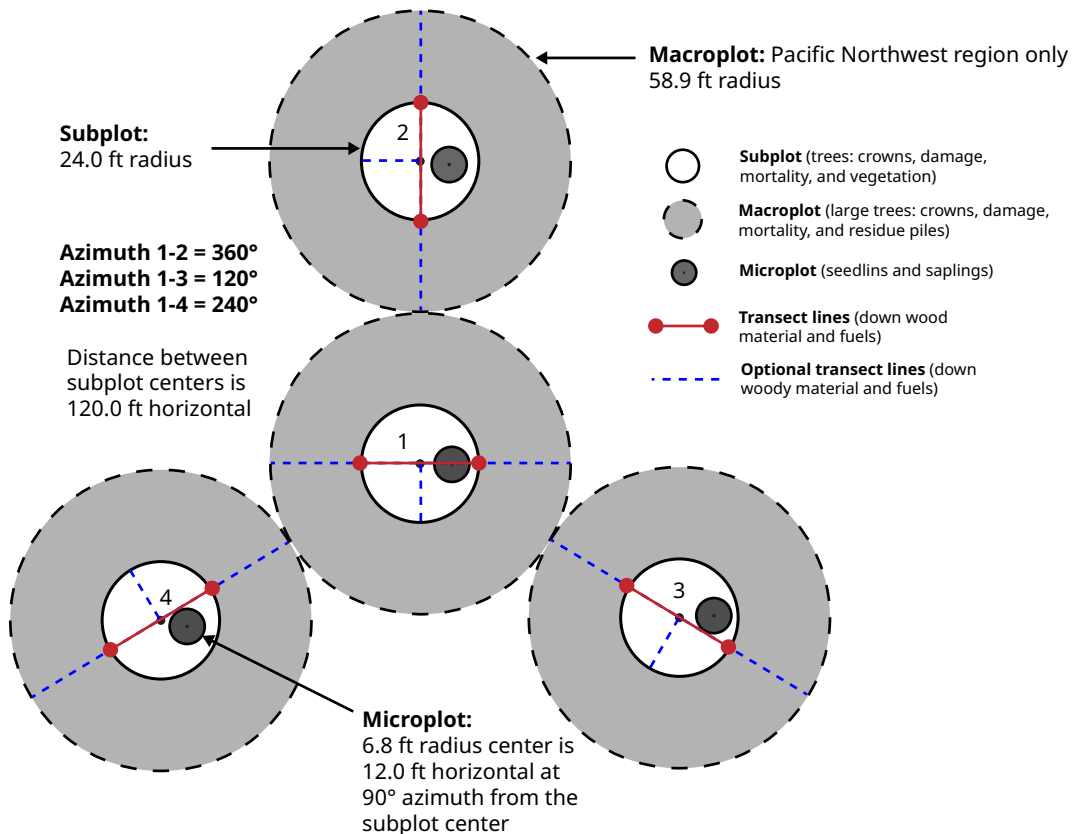 Macroplot: Pacific Northwest region only
58.9 ft radius
Subplot:
24.0 ft radius
2
Subplot (trees: crowns, damage,
mortality, and vegetation)
Macroplot (large trees: crowns, damage,
mortality, and residue piles)
Microplot (seedlins and saplings)
Transect lines (down wood
material and fuels)
Optional transect lines (down
woody material and fuels)
Azimuth 1-2 = 360°
Azimuth 1-3 = 120°
Azimuth 1-4 = 240°
Distance between
subplot centers is
120.0 ft horizontal
1
4
3
Microplot:
6.8 ft radius center is
12.0 ft horizontal at
90° azimuth from the
subplot center